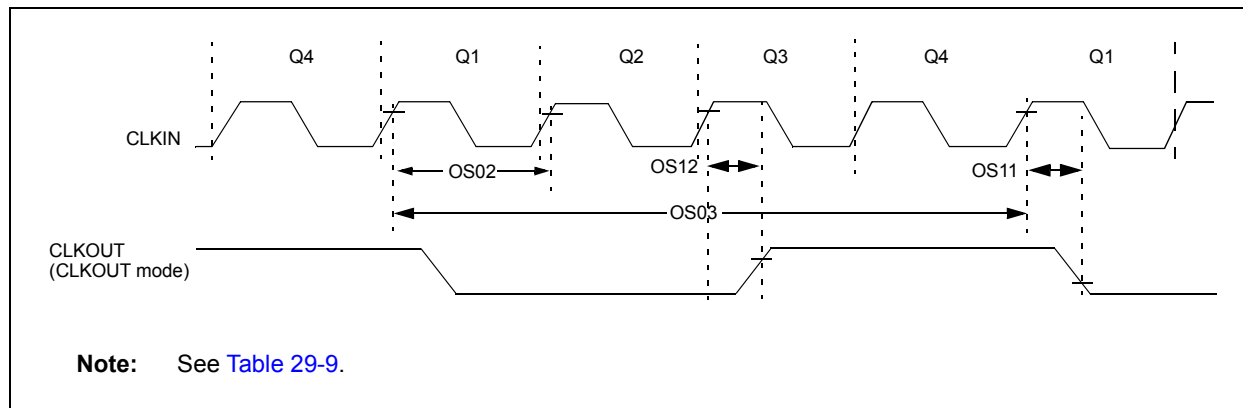 Q4 Q1 Q2 Q3 Q4 Q1
CLKIN
OS02 OS12 OS11
OS03
CLKOUT
(CLKOUT mode)
Note: See Table 29-9.